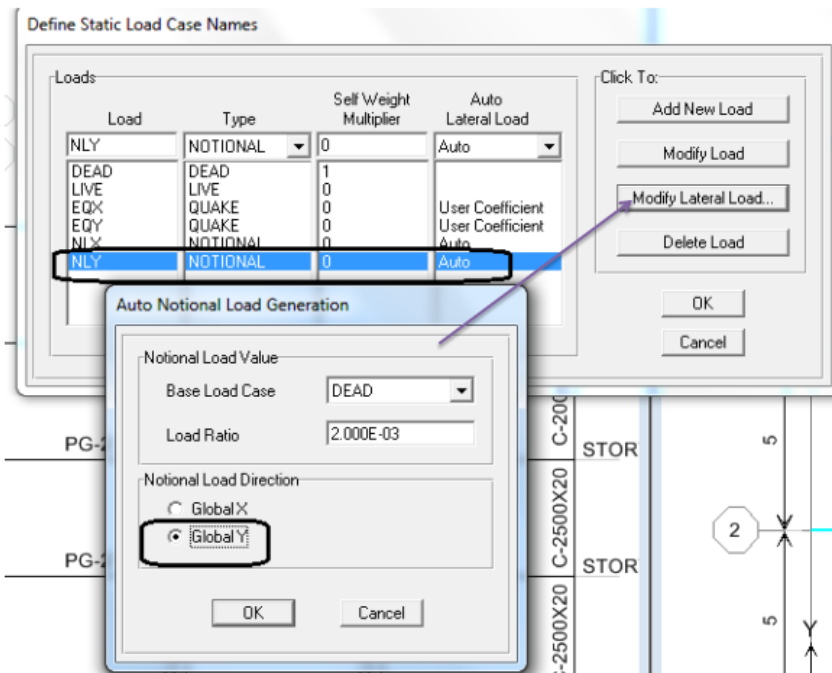 Define Static Load Case Names
Loads
Click To:
Load Type Self Weight Multiplier Auto Lateral Load
NLY NOTIONAL 0 Auto
DEAD DEAD 1
LIVE LIVE 0
EQX QUAKE 0 User Coefficient
EQY QUAKE 0 User Coefficient
NLX NOTIONAL 0 Auto
NLY NOTIONAL 0 Auto
Add New Load
Modify Load
Modify Lateral Load...
Delete Load
OK
Cancel
Auto Notional Load Generation
Notional Load Value
Base Load Case DEAD
Load Ratio 2.000E-03
Notional Load Direction
Global X
Global Y
OK Cancel
PG-2
PG-2
C-200
C-2500X20
C-2500X20
STOR
STOR
5
2
5
Y